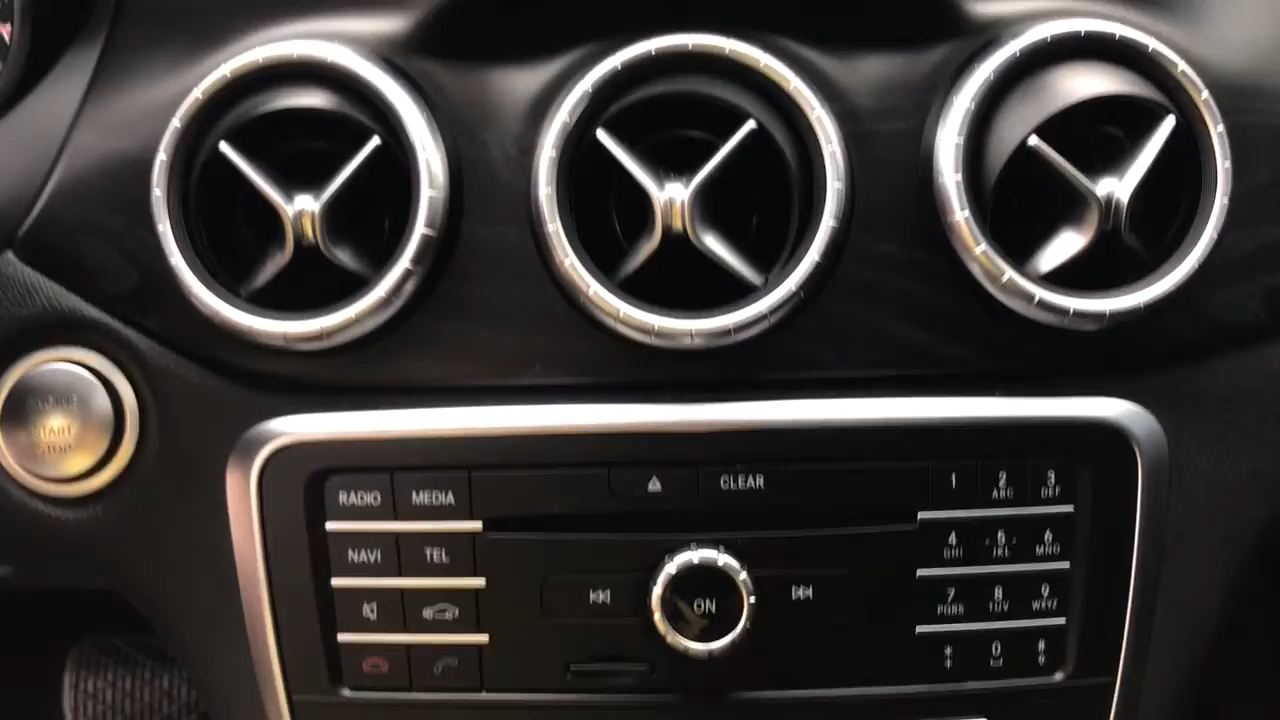 START
STOP
RADIO MEDIA
CLEAR
NAVI TEL
ON
1 2 3
ABC DEF
4 5 6
GHI JKL MNO
7 8 9
PQRS TUV WXYZ
* 0 #